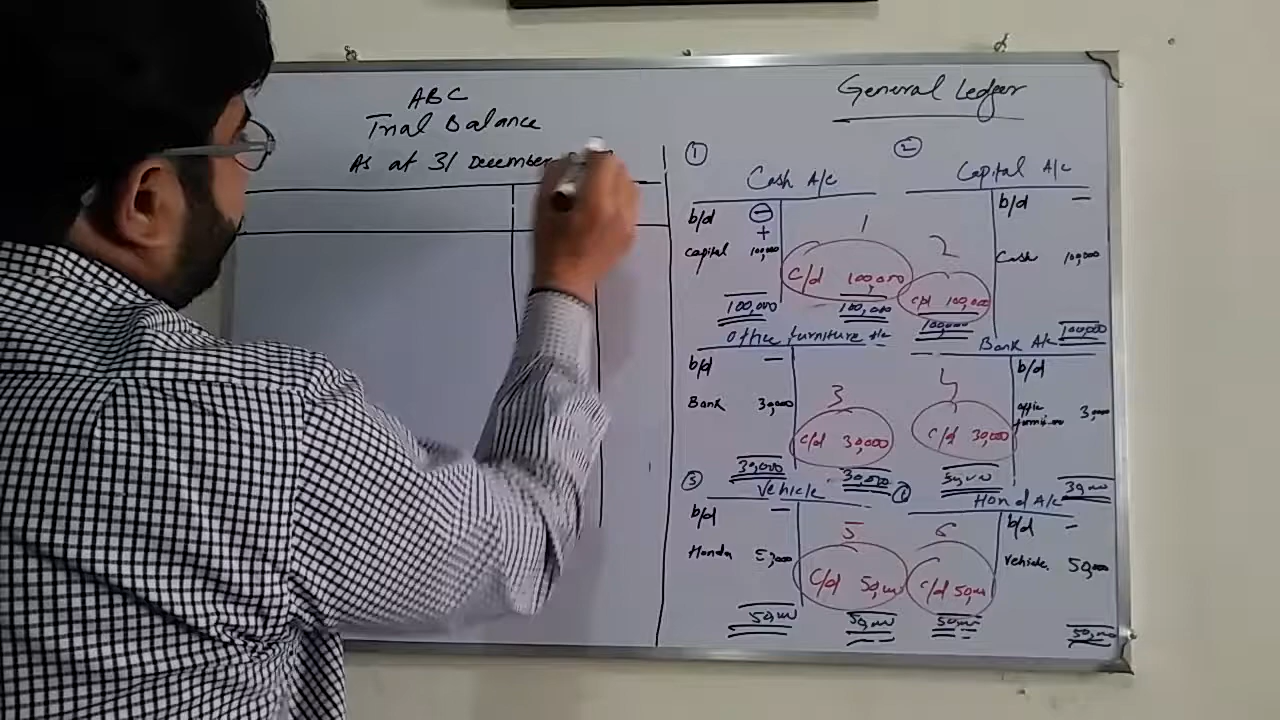 ABC
Trial Balance
As at 31 December
General Ledger
① ②
Cash A/c
b/d –
+
Capital 100,000
1
c/d 100,000
100,000 100,000
Capital A/c
b/d –
Cash 100,000
2
c/d 100,000
100,000 100,000
Office furniture A/c
b/d –
Bank 30,000
3
c/d 30,000
30,000 30,000
Bank A/c
b/d
office furniture 30,000
c/d 30,000
30,000
③
Vehicle
b/d –
Honda 50,000
5
c/d 50,000
50,000 50,000
Hond A/c
b/d –
Vehicle. 50,000
6
c/d 50,000
50,000 50,000